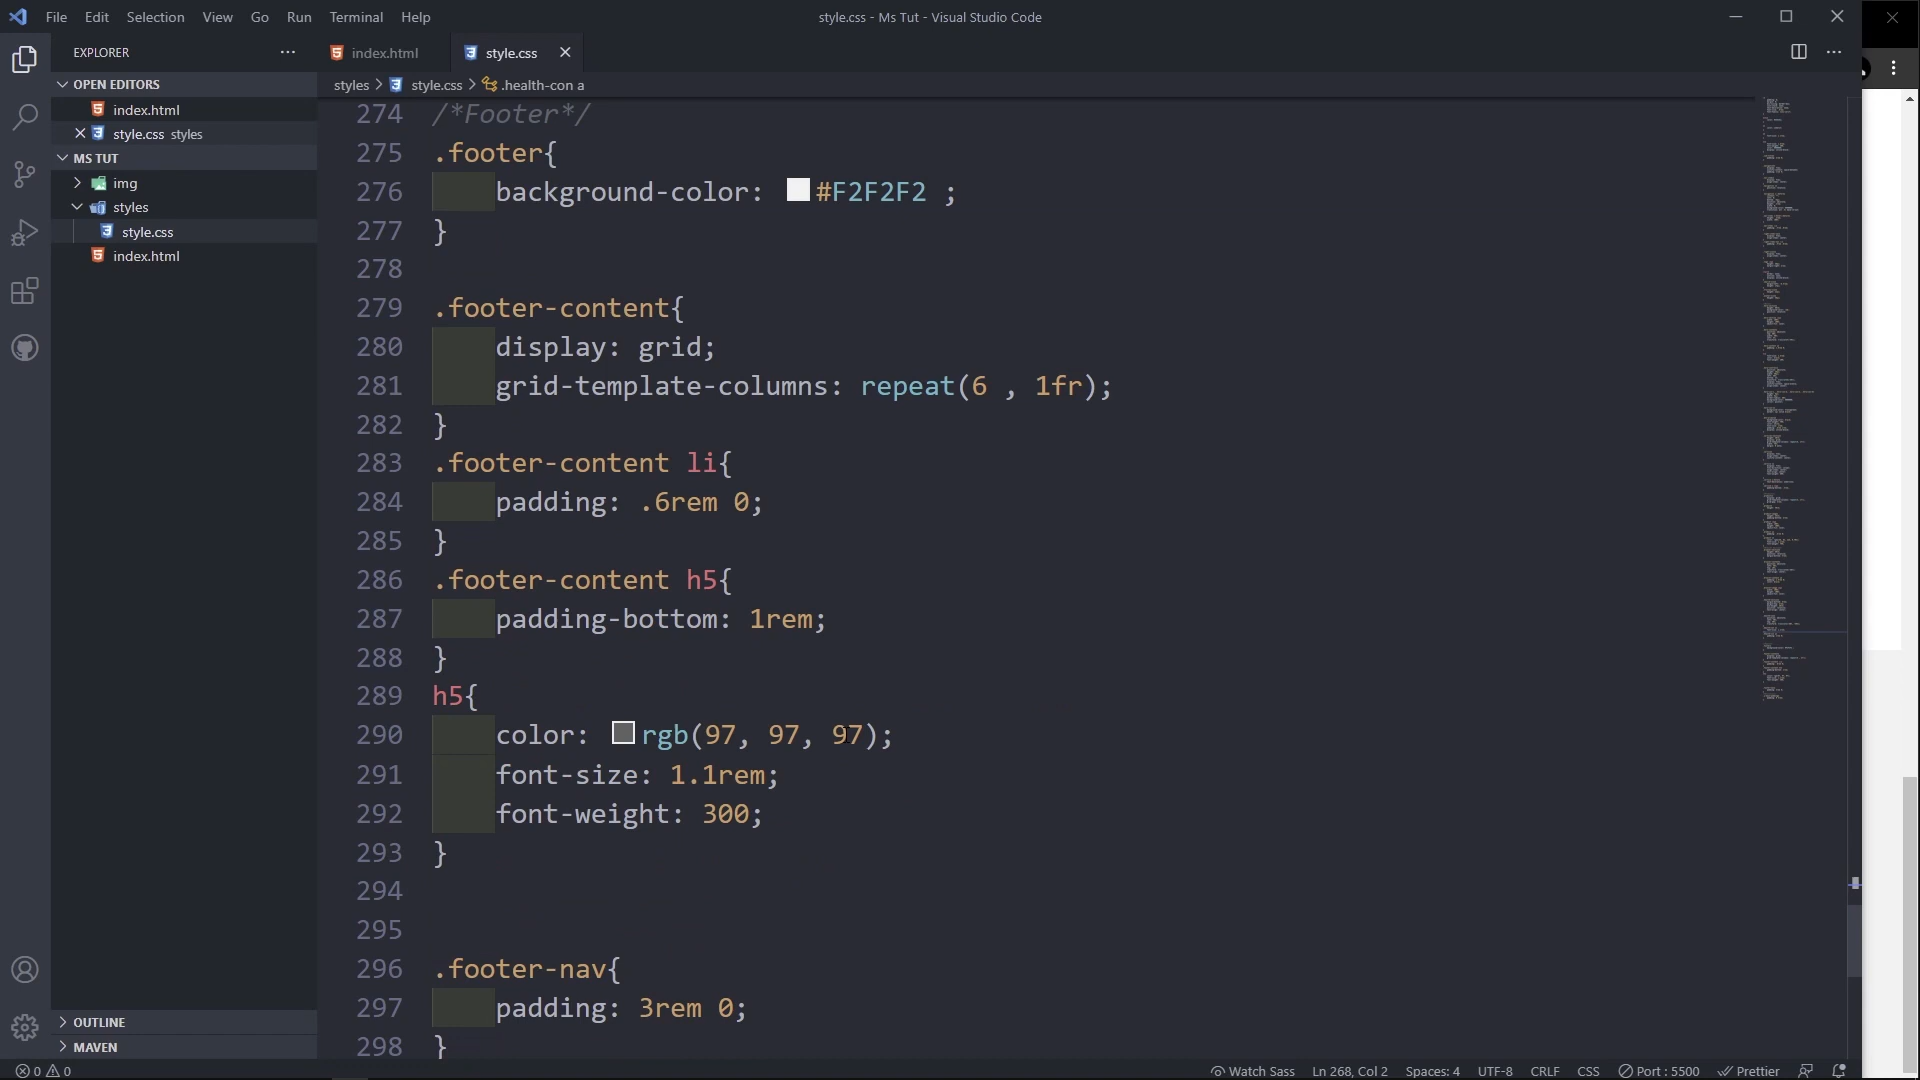 File Edit Selection View Go Run Terminal Help
style.css - Ms Tut - Visual Studio Code
EXPLORER
OPEN EDITORS
index.html
style.css styles
MS TUT
img
styles
style.css
index.html
OUTLINE
MAVEN
index.html style.css
styles > style.css > .health-con a
274 /*Footer*/
275 .footer{
276 background-color: #F2F2F2 ;
277 }
278
279 .footer-content{
280 display: grid;
281 grid-template-columns: repeat(6 , 1fr);
282 }
283 .footer-content li{
284 padding: .6rem 0;
285 }
286 .footer-content h5{
287 padding-bottom: 1rem;
288 }
289 h5{
290 color: rgb(97, 97, 97);
291 font-size: 1.1rem;
292 font-weight: 300;
293 }
294
295
296 .footer-nav{
297 padding: 3rem 0;
298 }
0 0 Watch Sass Ln 268, Col 2 Spaces: 4 UTF-8 CRLF CSS Port : 5500 Prettier